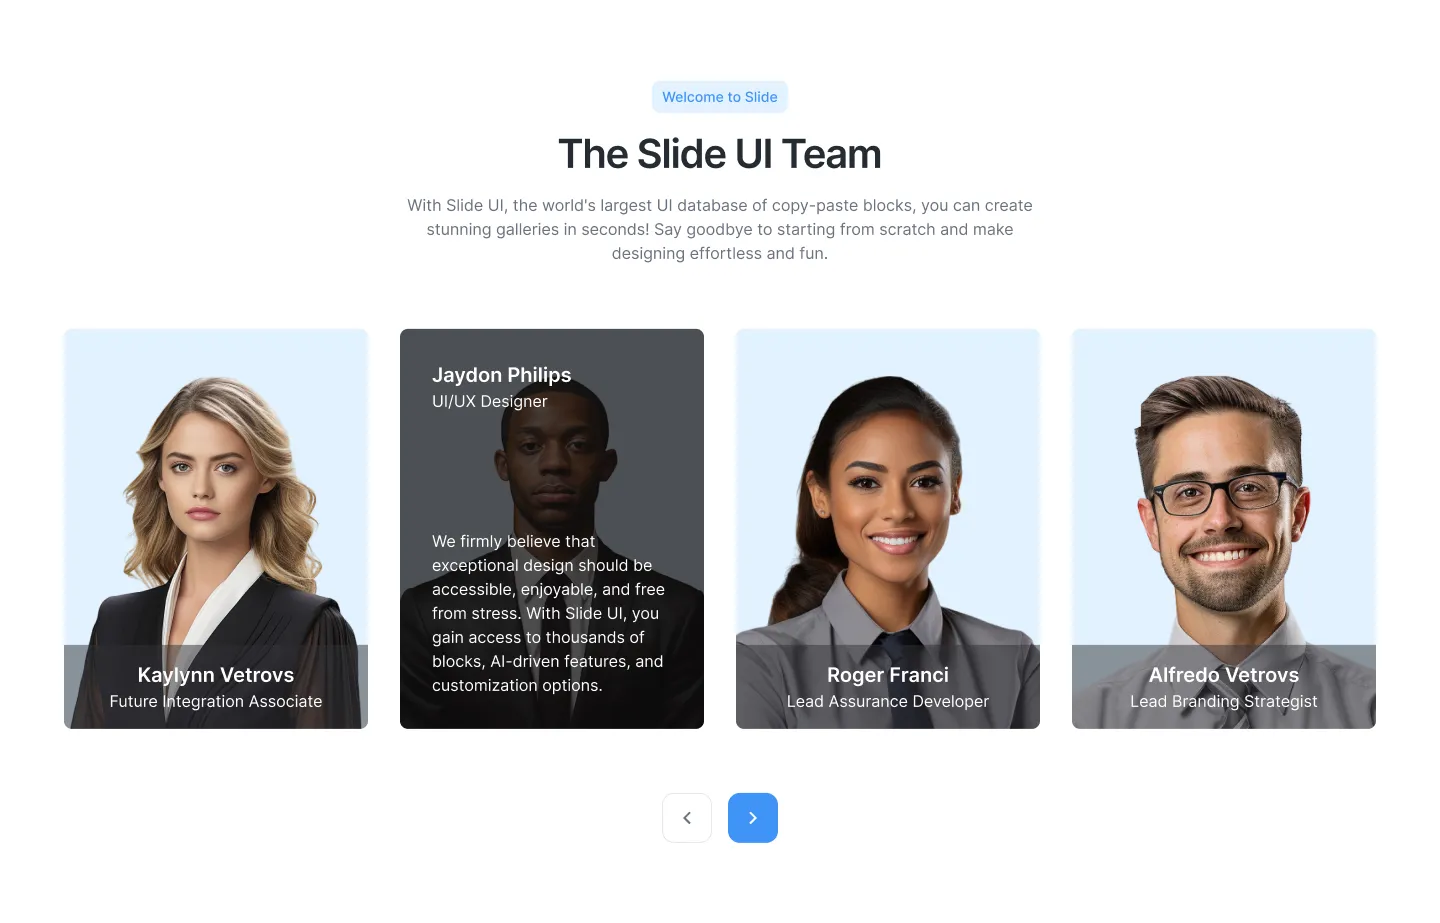 Welcome to Slide
The Slide UI Team
With Slide UI, the world's largest UI database of copy-paste blocks, you can create
stunning galleries in seconds! Say goodbye to starting from scratch and make
designing effortless and fun.
Kaylynn Vetrovs
Future Integration Associate
Jaydon Philips
UI/UX Designer
We firmly believe that
exceptional design should be
accessible, enjoyable, and free
from stress. With Slide UI, you
gain access to thousands of
blocks, AI-driven features, and
customization options.
Roger Franci
Lead Assurance Developer
Alfredo Vetrovs
Lead Branding Strategist